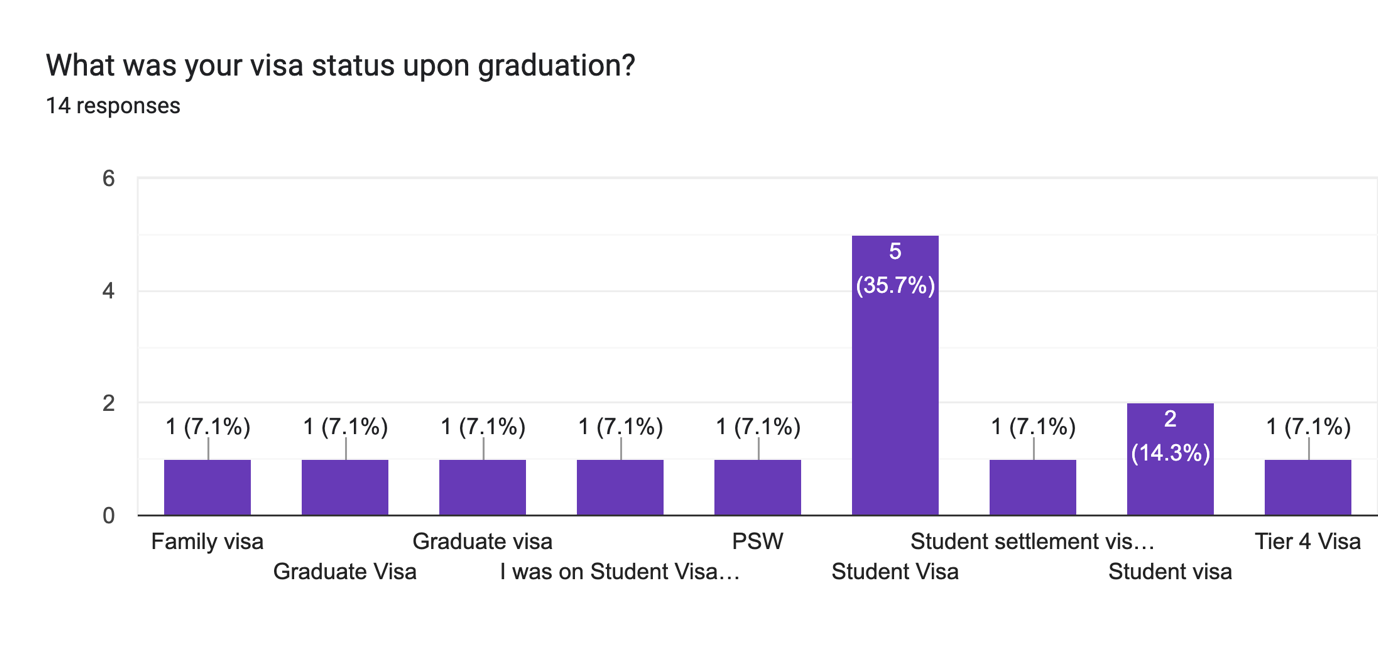 What was your visa status upon graduation?
14 responses
6
4
2
0
1 (7.1%)
1 (7.1%)
1 (7.1%)
1 (7.1%)
1 (7.1%)
5
(35.7%)
1 (7.1%)
2
(14.3%)
1 (7.1%)
Family visa
Graduate Visa
Graduate visa
I was on Student Visa…
PSW
Student Visa
Student settlement vis…
Student visa
Tier 4 Visa